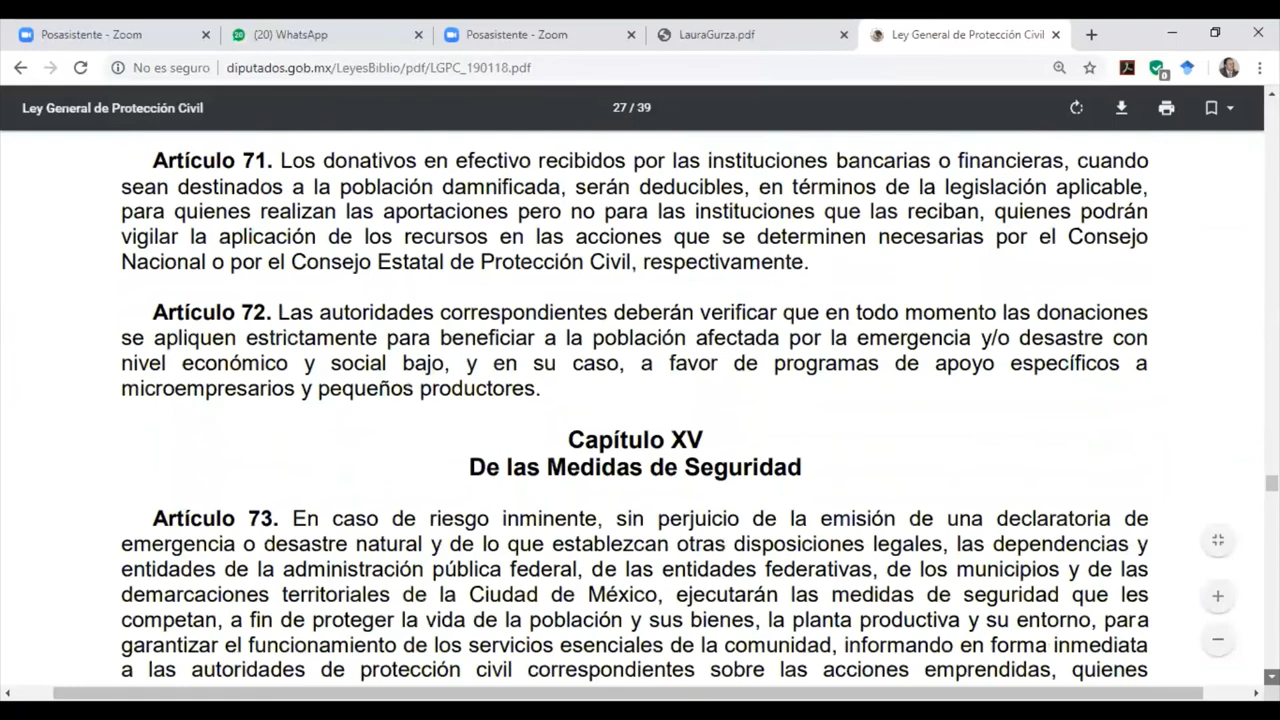 Posasistente - Zoom
(20) WhatsApp
Posasistente - Zoom
LauraGurza.pdf
Ley General de Protección Civil
No es seguro
diputados.gob.mx/LeyesBiblio/pdf/LGPC_190118.pdf
Ley General de Protección Civil
27 / 39
Artículo 71. Los donativos en efectivo recibidos por las instituciones bancarias o financieras, cuando
sean destinados a la población damnificada, serán deducibles, en términos de la legislación aplicable,
para quienes realizan las aportaciones pero no para las instituciones que las reciban, quienes podrán
vigilar la aplicación de los recursos en las acciones que se determinen necesarias por el Consejo
Nacional o por el Consejo Estatal de Protección Civil, respectivamente.
Artículo 72. Las autoridades correspondientes deberán verificar que en todo momento las donaciones
se apliquen estrictamente para beneficiar a la población afectada por la emergencia y/o desastre con
nivel económico y social bajo, y en su caso, a favor de programas de apoyo específicos a
microempresarios y pequeños productores.
Capítulo XV
De las Medidas de Seguridad
Artículo 73. En caso de riesgo inminente, sin perjuicio de la emisión de una declaratoria de
emergencia o desastre natural y de lo que establezcan otras disposiciones legales, las dependencias y
entidades de la administración pública federal, de las entidades federativas, de los municipios y de las
demarcaciones territoriales de la Ciudad de México, ejecutarán las medidas de seguridad que les
competan, a fin de proteger la vida de la población y sus bienes, la planta productiva y su entorno, para
garantizar el funcionamiento de los servicios esenciales de la comunidad, informando en forma inmediata
a las autoridades de protección civil correspondientes sobre las acciones emprendidas, quienes